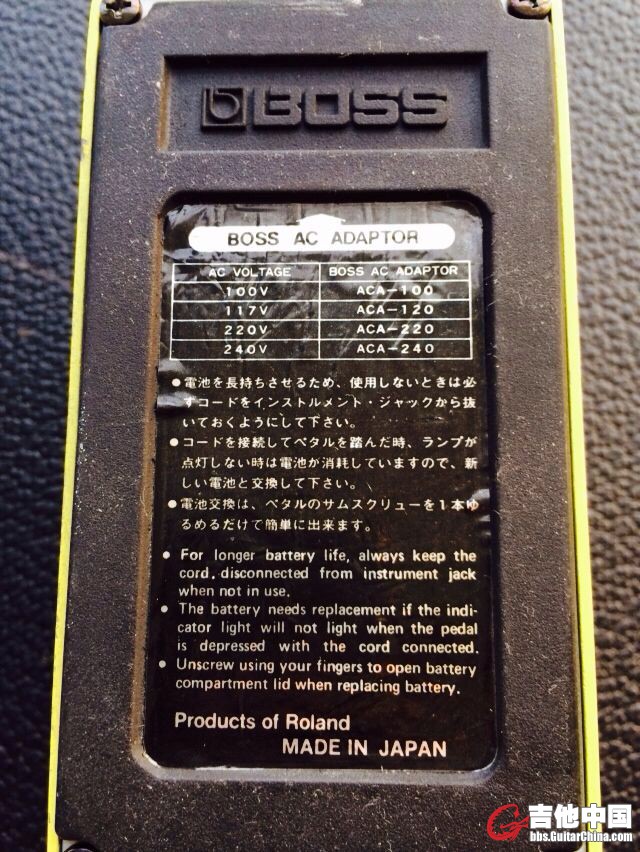 BOSS
BOSS AC ADAPTOR
AC VOLTAGE BOSS AC ADAPTOR
100V ACA-100
117V ACA-120
220V ACA-220
240V ACA-240
●電池を長持ちさせるため、使用しないときは必
ずコードをインストルメント・ジャックから抜
いておくようにして下さい。
●コードを接続してペタルを踏んだ時、ランプが
点灯しない時は電池が消耗していますので、新
しい電池と交換して下さい。
●電池交換は、ペタルのサムスクリューを1本ゆ
るめるだけで簡単に出来ます。
● For longer battery life, always keep the
cord, disconnected from instrument jack
when not in use.
● The battery needs replacement if the indi-
cator light will not light when the pedal
is depressed with the cord connected.
● Unscrew using your fingers to open battery
compartment lid when replacing battery.
Products of Roland
MADE IN JAPAN
吉他中国
bbs.GuitarChina.com